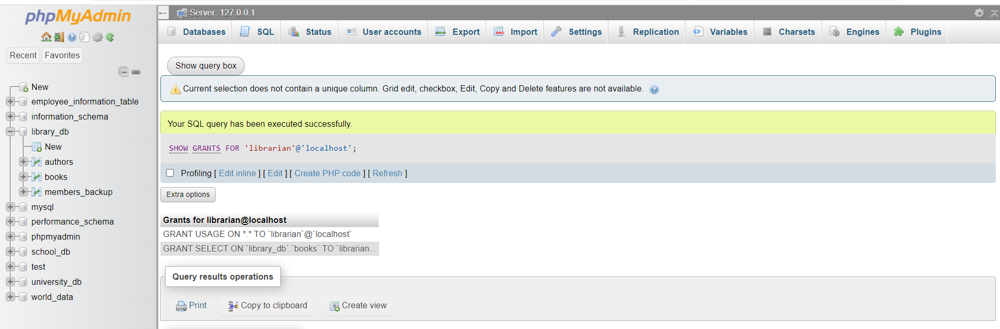 phpMyAdmin
Recent
Favorites
New
employee_information_table
information_schema
library_db
New
authors
books
members_backup
mysql
performance_schema
phpmyadmin
school_db
test
university_db
world_data
Server: 127.0.0.1
Databases
SQL
Status
User accounts
Export
Import
Settings
Replication
Variables
Charsets
Engines
Plugins
Show query box
Current selection does not contain a unique column. Grid edit, checkbox, Edit, Copy and Delete features are not available.
Your SQL query has been executed successfully.
SHOW GRANTS FOR 'librarian'@'localhost';
Profiling [ Edit inline ] [ Edit ] [ Create PHP code ] [ Refresh ]
Extra options
Grants for librarian@localhost
GRANT USAGE ON *.* TO `librarian`@`localhost`
GRANT SELECT ON `library_db`.`books` TO `librarian...
Query results operations
Print
Copy to clipboard
Create view